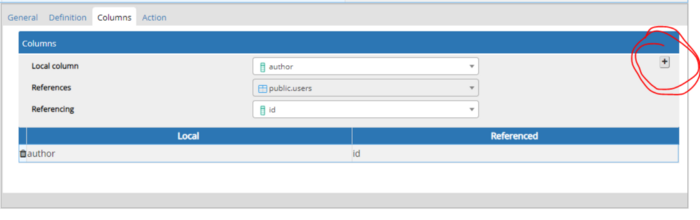 General Definition Columns Action
Columns
Local column author
References public.users
Referencing id
Local Referenced
author id